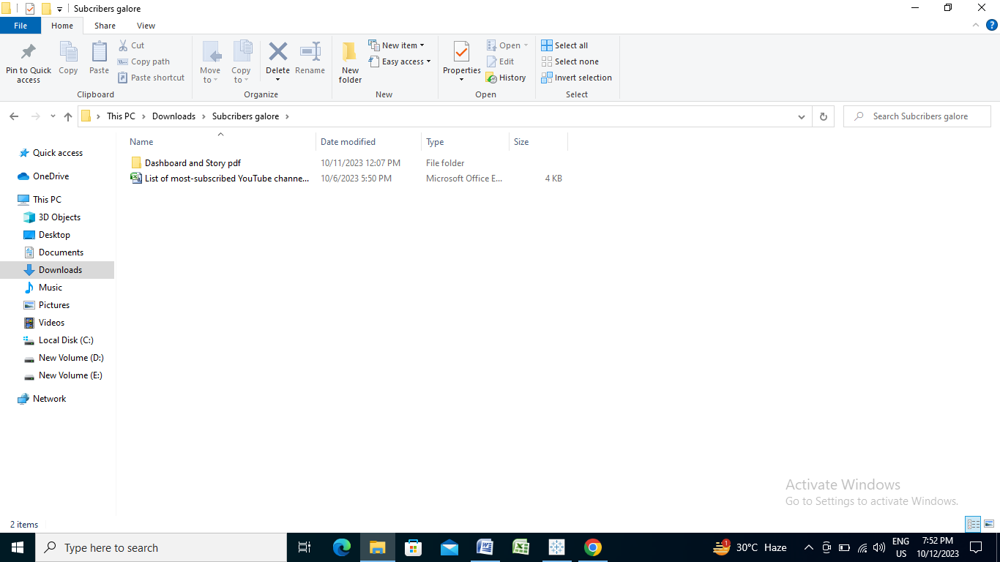 Subcribers galore
File Home Share View
Pin to Quick access
Copy
Paste
Cut
Copy path
Paste shortcut
Clipboard
Move to
Copy to
Delete
Rename
Organize
New folder
New item
Easy access
New
Properties
Open
Edit
History
Open
Select all
Select none
Invert selection
Select
This PC Downloads Subcribers galore
Search Subcribers galore
Name Date modified Type Size
Dashboard and Story pdf 10/11/2023 12:07 PM File folder
List of most-subscribed YouTube channe... 10/6/2023 5:50 PM Microsoft Office E... 4 KB
Quick access
OneDrive
This PC
3D Objects
Desktop
Documents
Downloads
Music
Pictures
Videos
Local Disk (C:)
New Volume (D:)
New Volume (E:)
Network
Activate Windows
Go to Settings to activate Windows.
2 items
Type here to search
1
30°C Haze
ENG
US
7:52 PM
10/12/2023